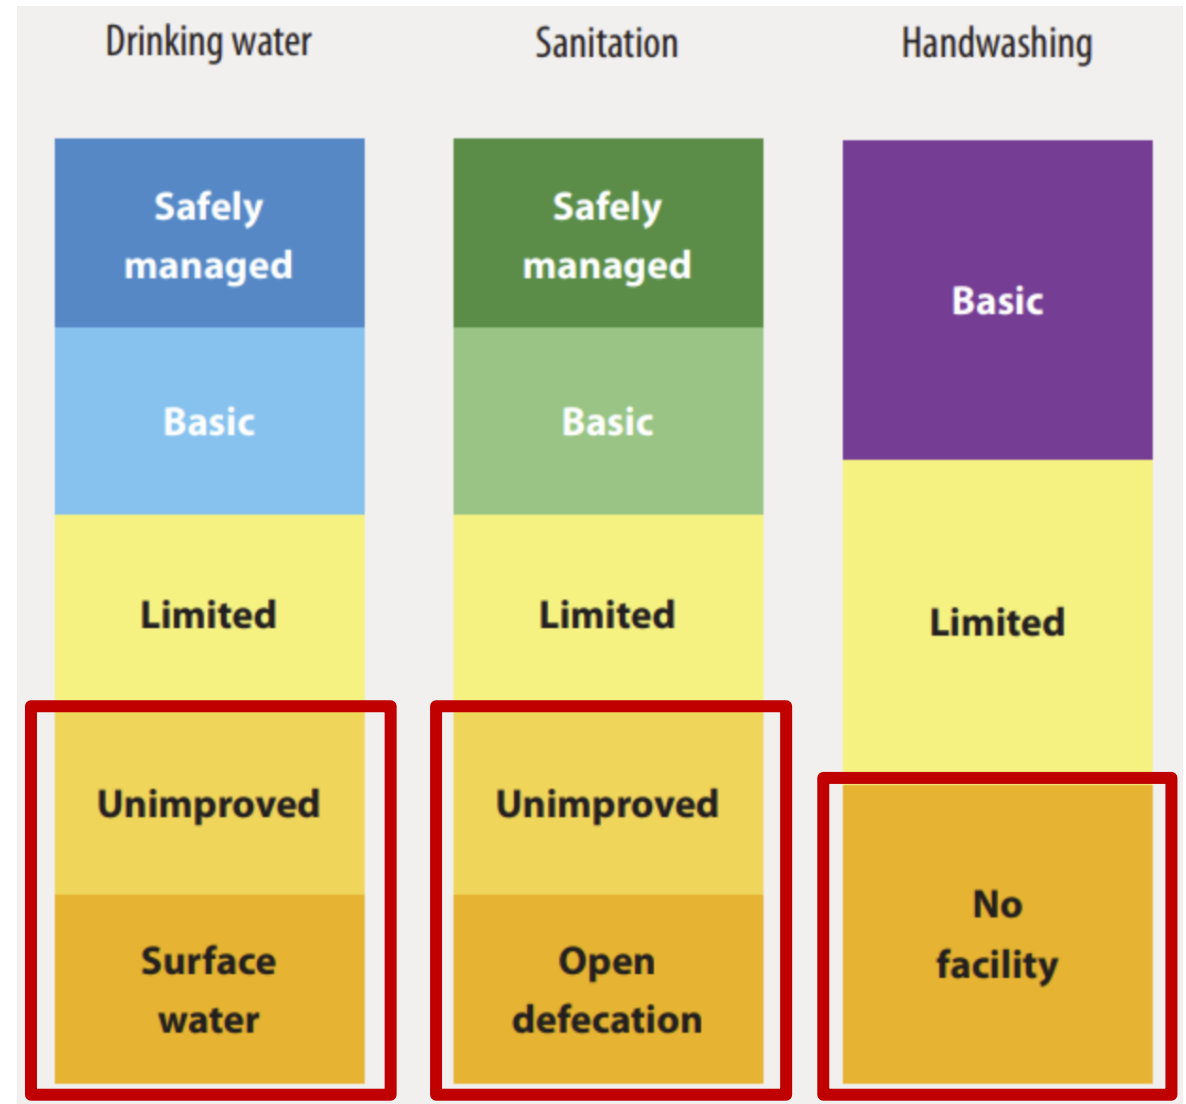 Drinking water
Sanitation
Handwashing
Safely
managed
Basic
Limited
Unimproved
Surface
water
Safely
managed
Basic
Limited
Unimproved
Open
defecation
Basic
Limited
No
facility